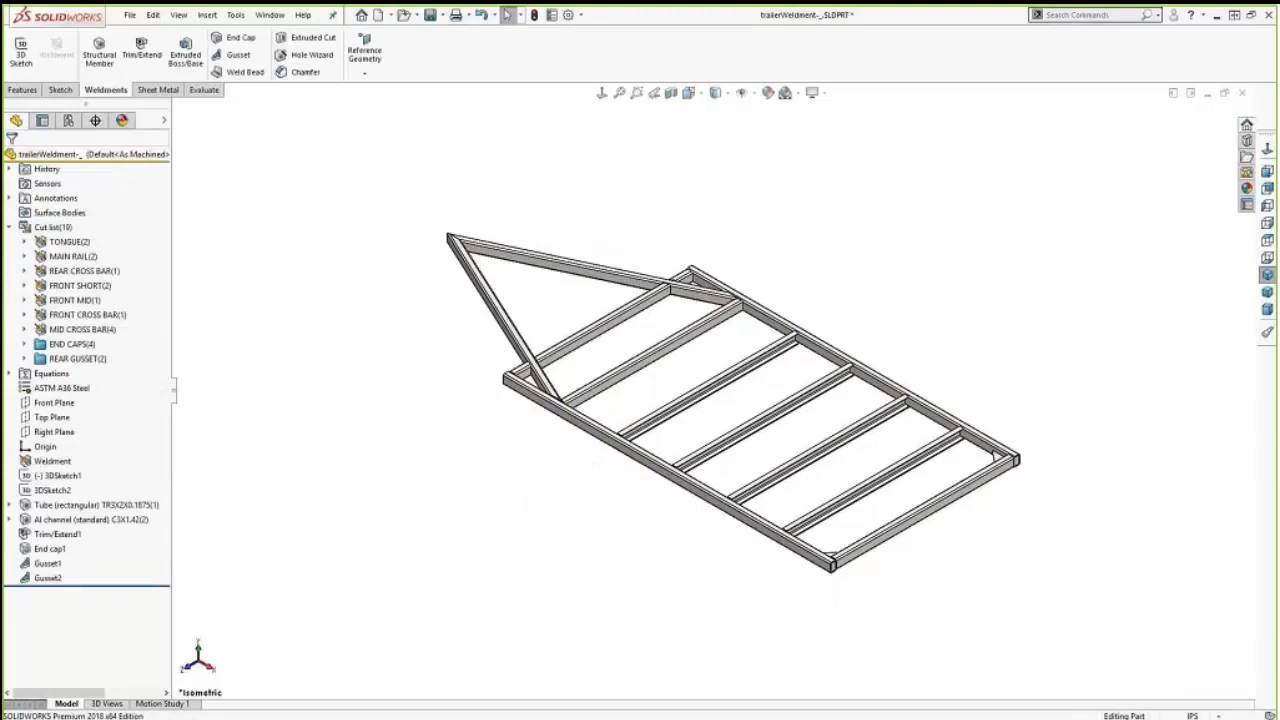 SOLIDWORKS
File Edit View Insert Tools Window Help
trailerWeldment-_.SLDPRT *
Search Commands
3D Sketch
Weldment
Structural Member
Trim/Extend
Extruded Boss/Base
End Cap
Gusset
Weld Bead
Extruded Cut
Hole Wizard
Chamfer
Reference Geometry
Features Sketch Weldments Sheet Metal Evaluate
trailerWeldment-_ (Default<As Machined>
History
Sensors
Annotations
Surface Bodies
Cut list(19)
TONGUE(2)
MAIN RAIL(2)
REAR CROSS BAR(1)
FRONT SHORT(2)
FRONT MID(1)
FRONT CROSS BAR(1)
MID CROSS BAR(4)
END CAPS(4)
REAR GUSSET(2)
Equations
ASTM A36 Steel
Front Plane
Top Plane
Right Plane
Origin
Weldment
(-) 3DSketch1
3DSketch2
Tube (rectangular) TR3X2X0.1875(1)
AI channel (standard) C3X1.42(2)
Trim/Extend1
End cap1
Gusset1
Gusset2
Y
Z
X
*Isometric
Model 3D Views Motion Study 1
SOLIDWORKS Premium 2018 x64 Edition
Editing Part
IPS